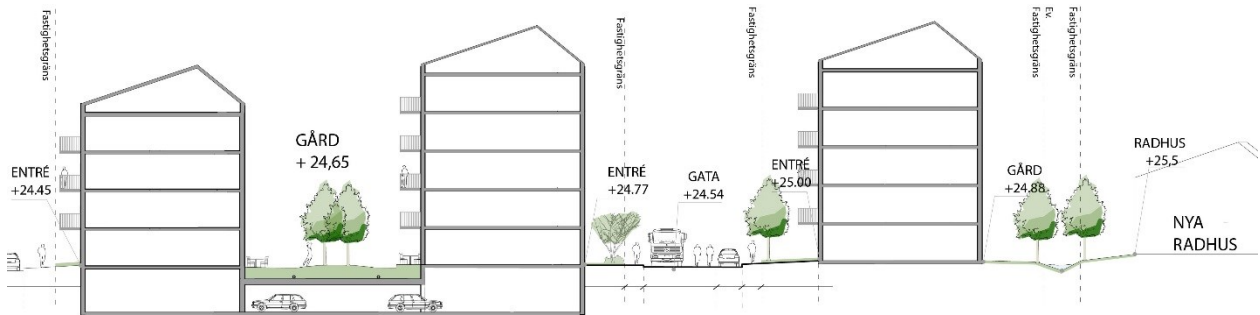 Fastighetsgräns
ENTRÉ
+24.45
GÅRD
+ 24,65
Fastighetsgräns
ENTRÉ
+24.77
GATA
+24.54
Fastighetsgräns
ENTRÉ
+25.00
Ev.
Fastighetsgräns
Fastighetsgräns
GÅRD
+24.88
RADHUS
+25,5
NYA
RADHUS